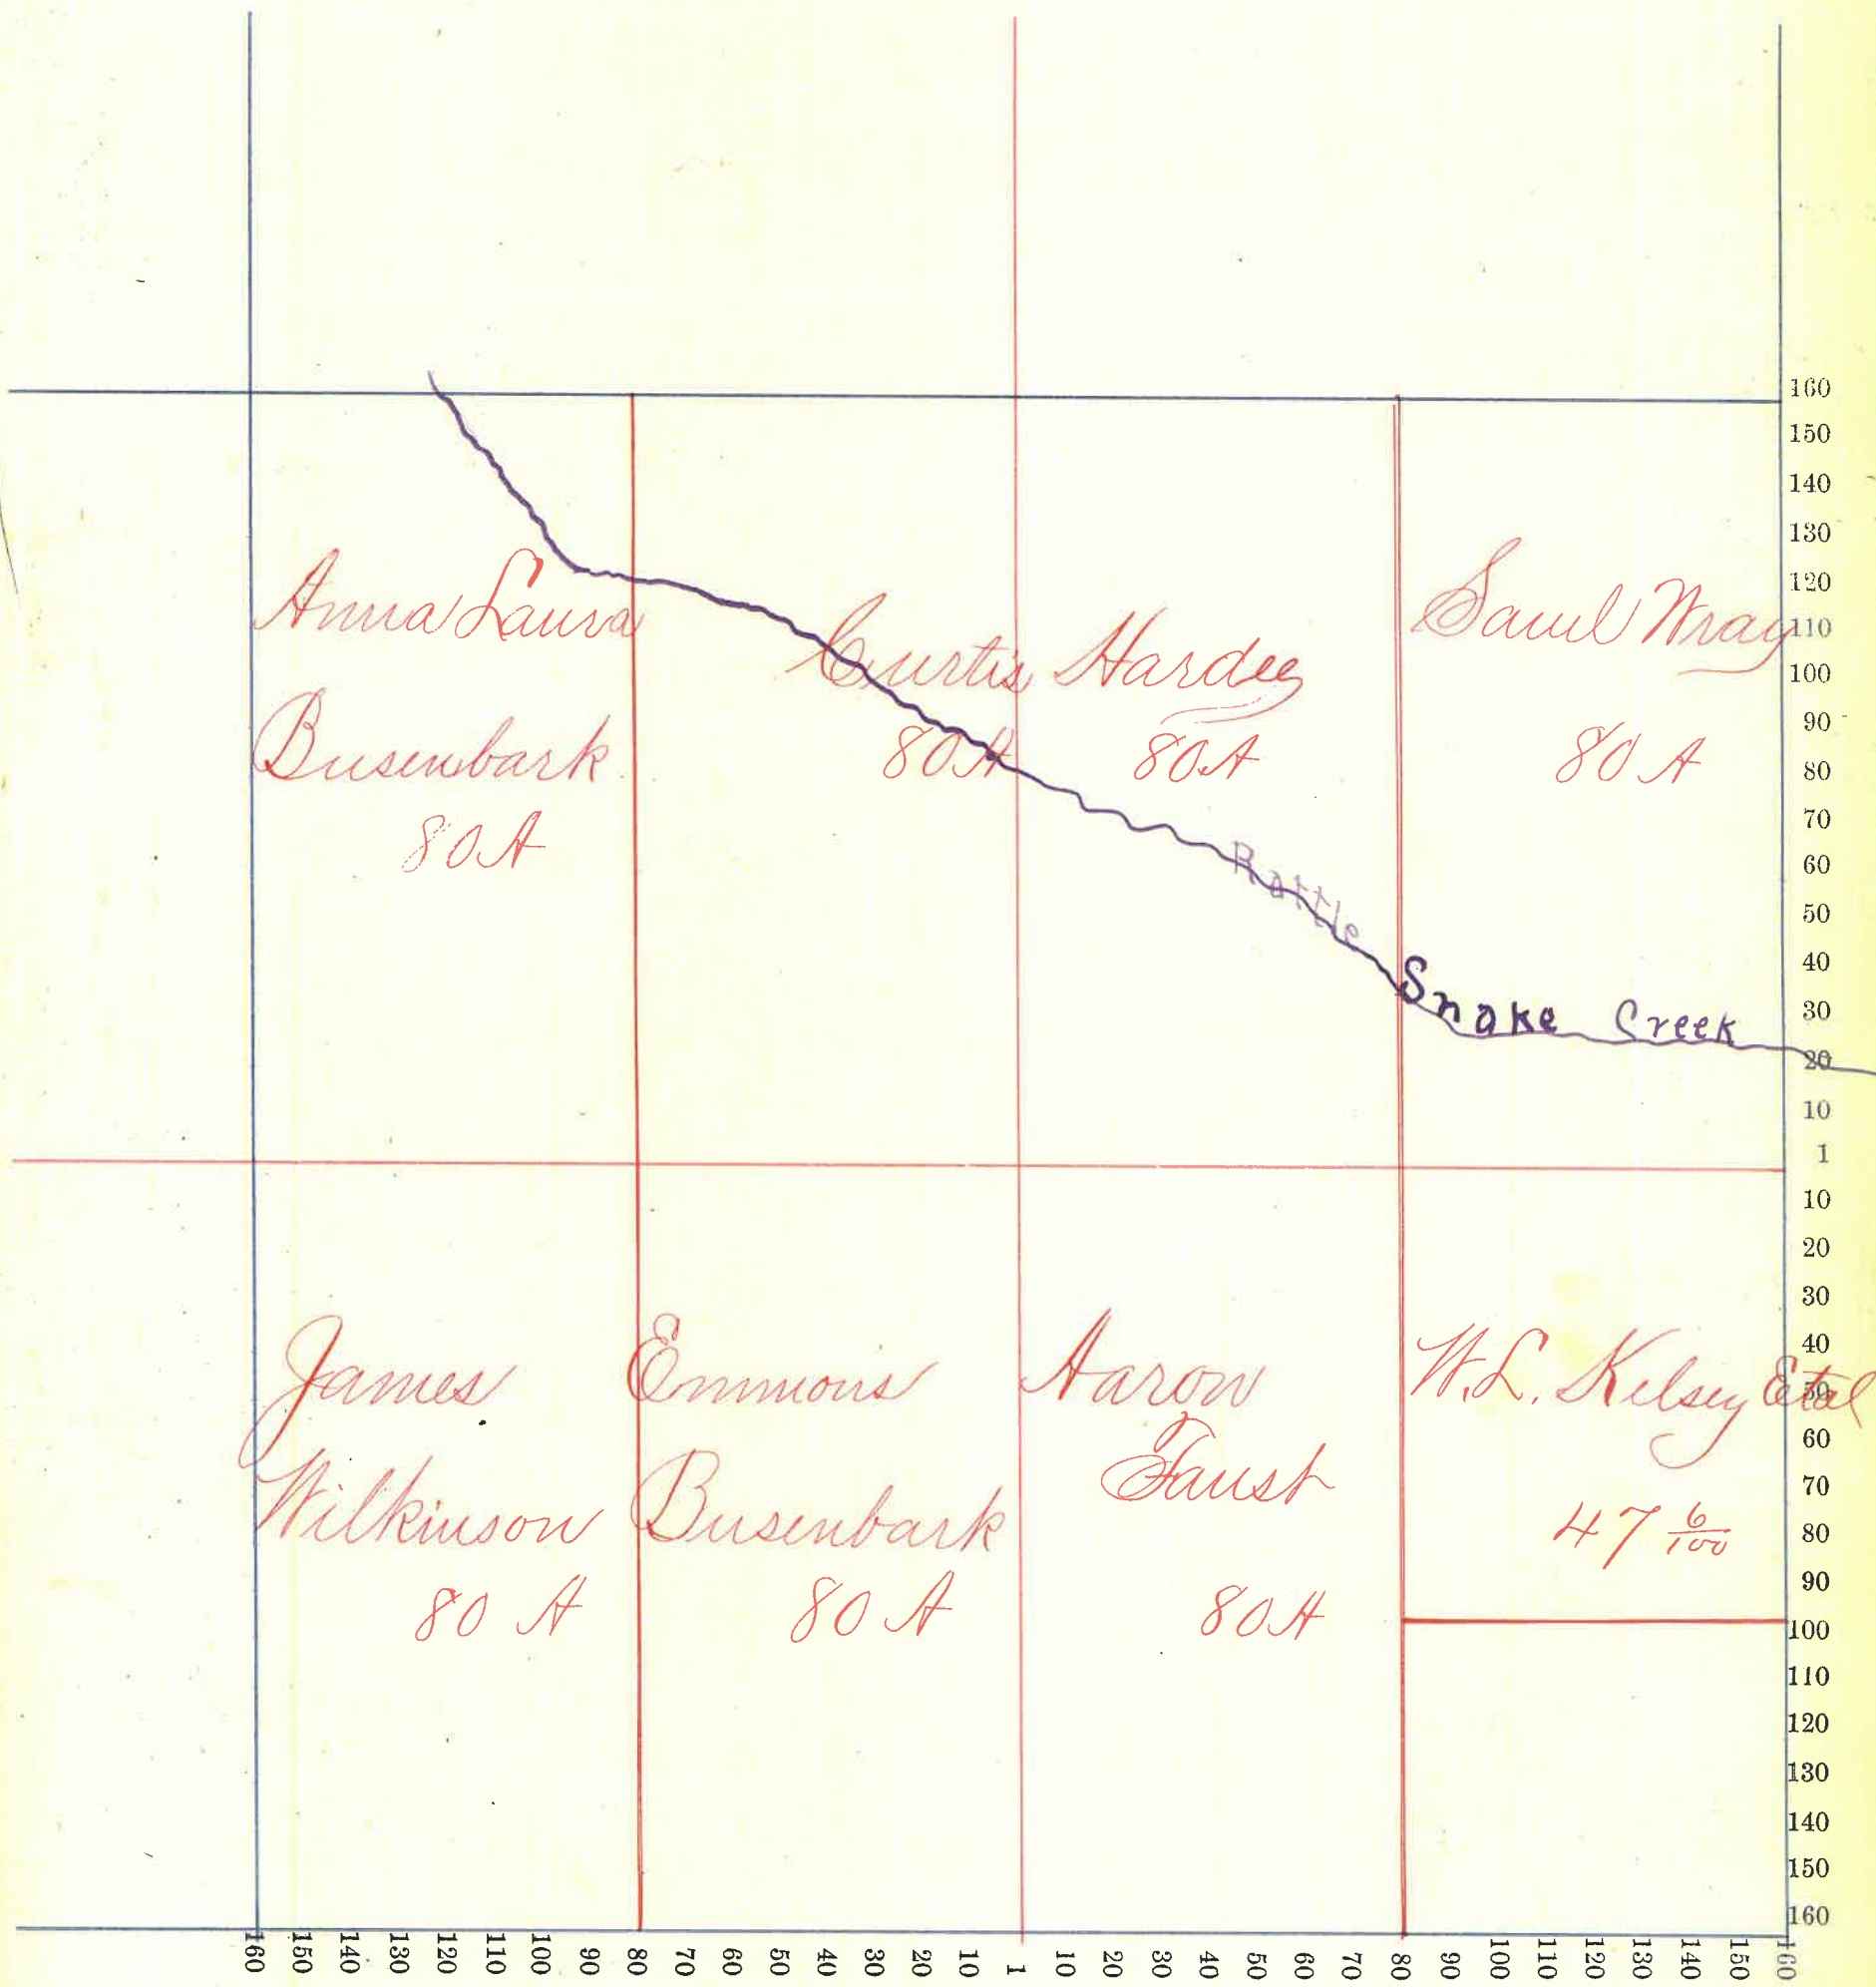 Anna Laura
Busenbark
80 A
Curtis Hardee
80 A 80 A
Saml Wray
80 A
Rattle Snake Creek
James
Wilkinson
80 A
Emmons
Busenbark
80 A
Aaron
Faust
80 A
W. L. Kelsey Etal
47 6/100
160
150
140
130
120
110
100
90
80
70
60
50
40
30
20
10
1
10
20
30
40
50
60
70
80
90
100
110
120
130
140
150
160
160 150 140 130 120 110 100 90 80 70 60 50 40 30 20 10 1 10 20 30 40 50 60 70 80 90 100 110 120 130 140 150 160